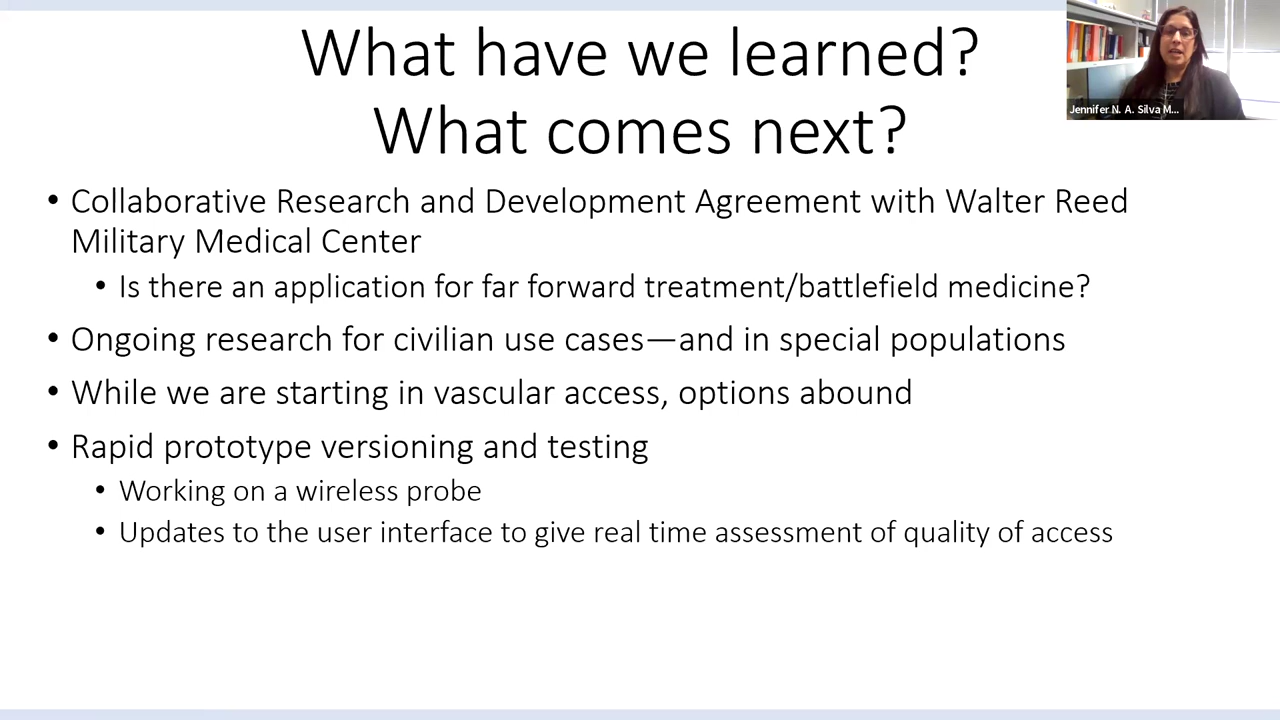 What have we learned?
What comes next?
Jennifer N. A. Silva M...
• Collaborative Research and Development Agreement with Walter Reed
Military Medical Center
• Is there an application for far forward treatment/battlefield medicine?
• Ongoing research for civilian use cases—and in special populations
• While we are starting in vascular access, options abound
• Rapid prototype versioning and testing
• Working on a wireless probe
• Updates to the user interface to give real time assessment of quality of access